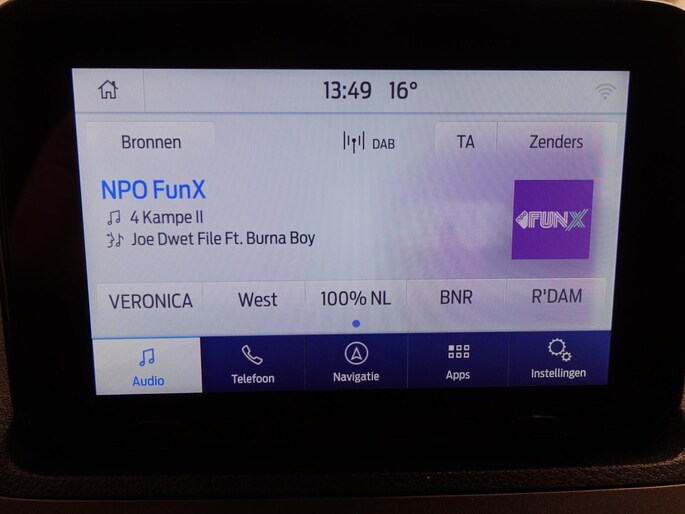 13:49 16°
Bronnen DAB TA Zenders
NPO FunX
4 Kampe II
Joe Dwet File Ft. Burna Boy
FUNX
VERONICA West 100% NL BNR R'DAM
Audio Telefoon Navigatie Apps Instellingen